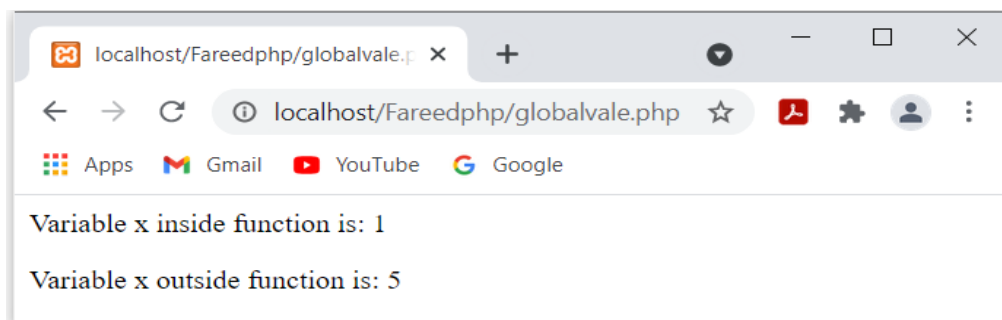 localhost/Fareedphp/globalvale.p
localhost/Fareedphp/globalvale.php
Apps Gmail YouTube Google
Variable x inside function is: 1
Variable x outside function is: 5